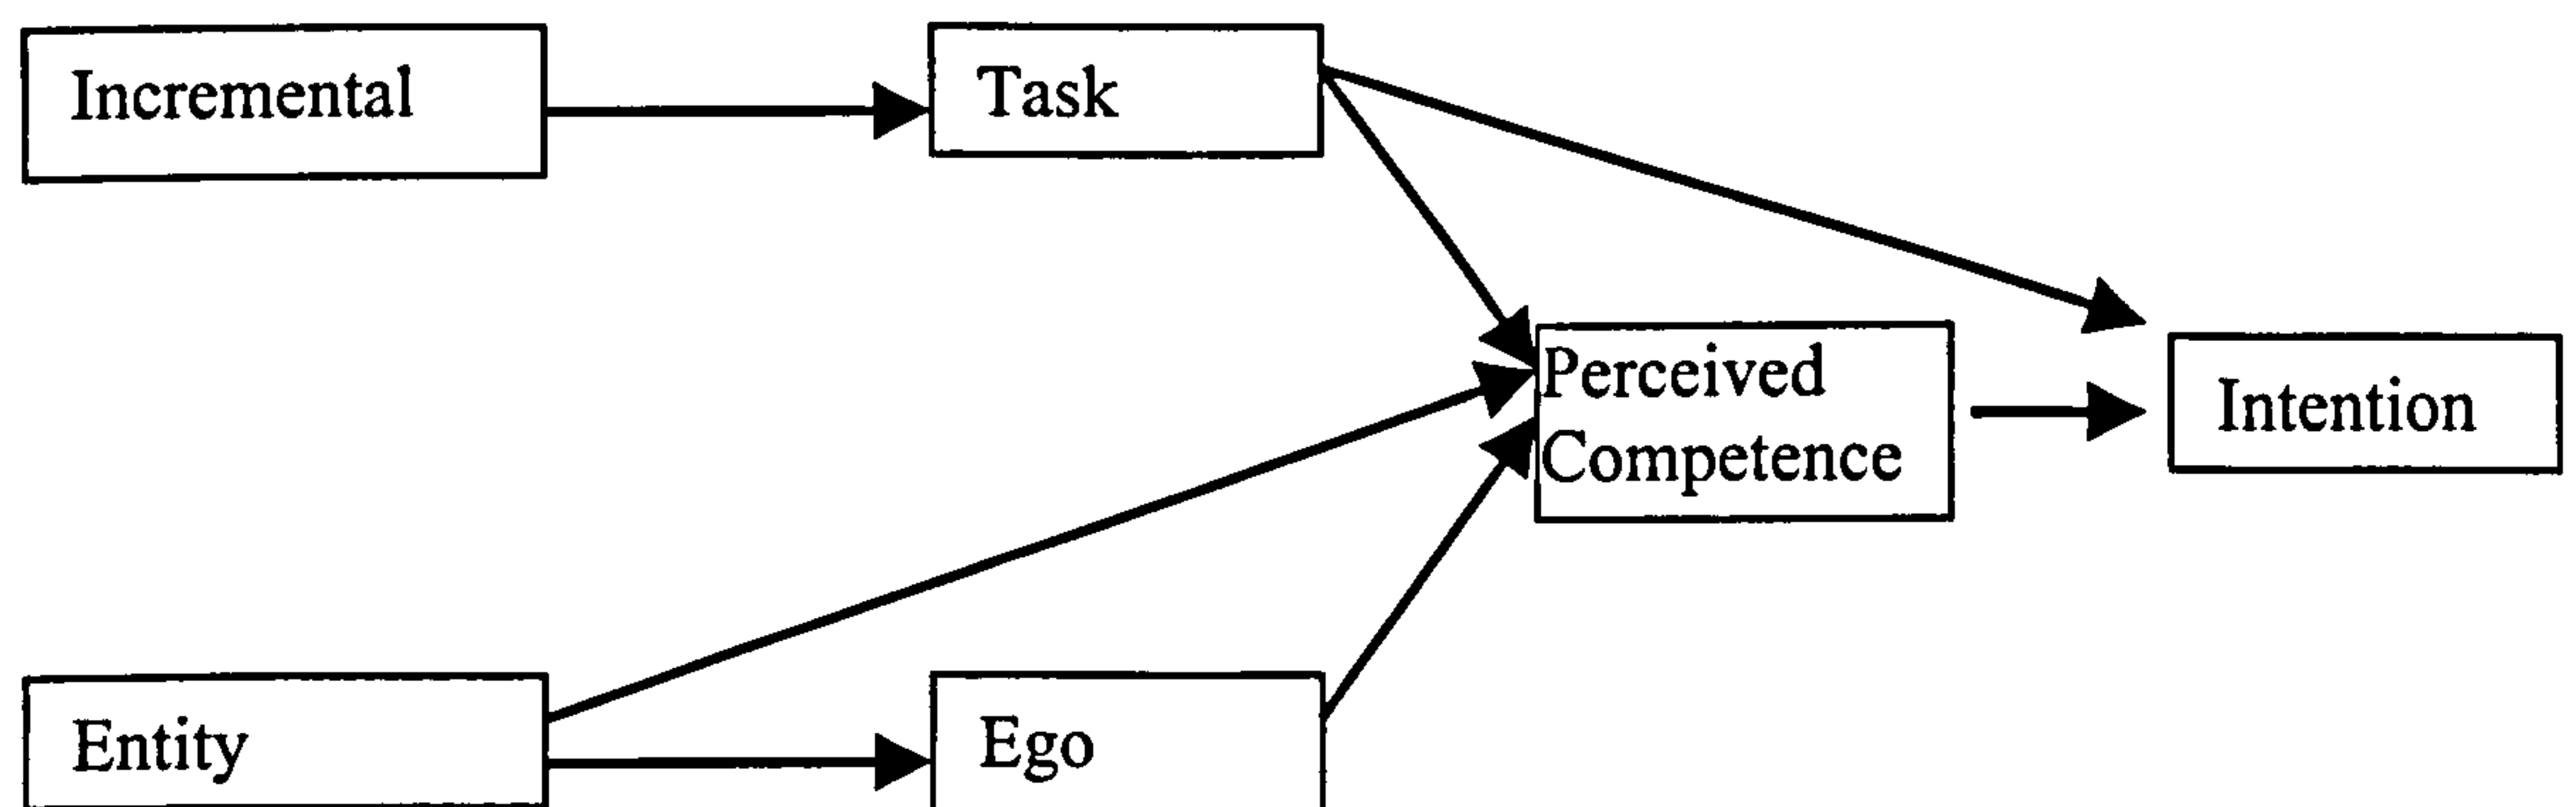 Incremental
Task
Perceived
Competence
Intention
Entity
Ego